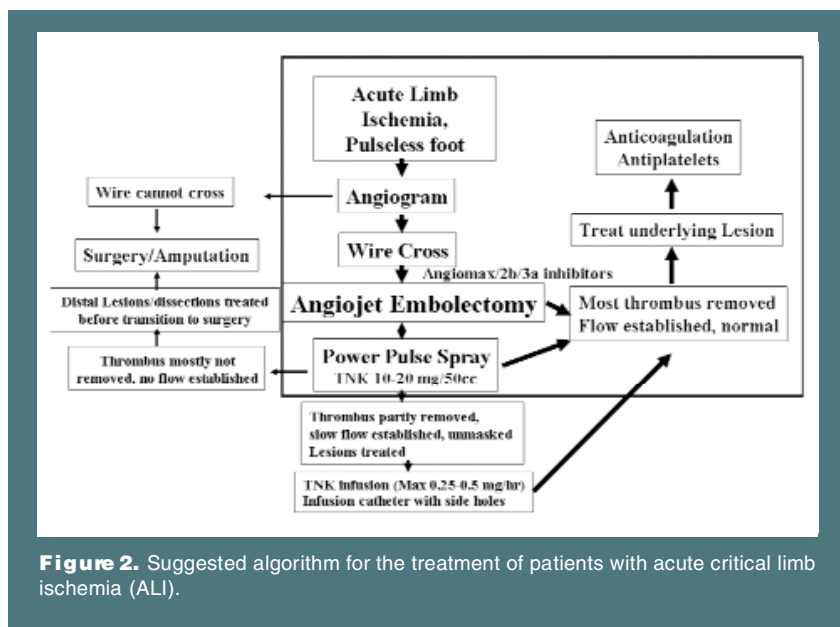 Acute Limb
Ischemia,
Pulseless foot
Angiogram
Wire cannot cross
Surgery/Amputation
Wire Cross
Angiomax/2b/3a inhibitors
Angiojet Embolectomy
Distal Lesions/dissections treated
before transition to surgery
Power Pulse Spray
TNK 10-20 mg/50cc
Thrombus mostly not
removed, no flow established
Thrombus partly removed,
slow flow established, unmasked
Lesions treated
TNK infusion (Max 0.25-0.5 mg/hr)
Infusion catheter with side holes
Anticoagulation
Antiplatelets
Treat underlying Lesion
Most thrombus removed
Flow established, normal
Figure 2. Suggested algorithm for the treatment of patients with acute critical limb
ischemia (ALI).